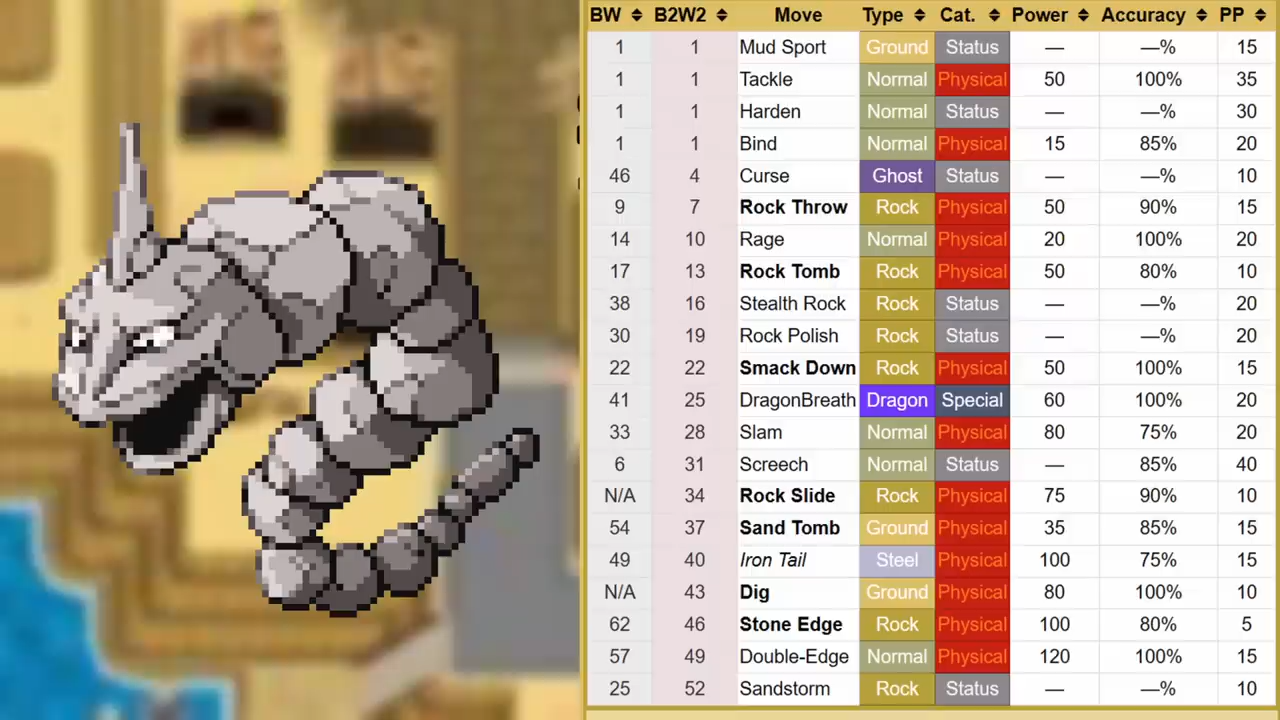 BW B2W2 Move Type Cat. Power Accuracy PP
1 1 Mud Sport Ground Status — —% 15
1 1 Tackle Normal Physical 50 100% 35
1 1 Harden Normal Status — —% 30
1 1 Bind Normal Physical 15 85% 20
46 4 Curse Ghost Status — —% 10
9 7 Rock Throw Rock Physical 50 90% 15
14 10 Rage Normal Physical 20 100% 20
17 13 Rock Tomb Rock Physical 50 80% 10
38 16 Stealth Rock Rock Status — —% 20
30 19 Rock Polish Rock Status — —% 20
22 22 Smack Down Rock Physical 50 100% 15
41 25 DragonBreath Dragon Special 60 100% 20
33 28 Slam Normal Physical 80 75% 20
6 31 Screech Normal Status — 85% 40
N/A 34 Rock Slide Rock Physical 75 90% 10
54 37 Sand Tomb Ground Physical 35 85% 15
49 40 Iron Tail Steel Physical 100 75% 15
N/A 43 Dig Ground Physical 80 100% 10
62 46 Stone Edge Rock Physical 100 80% 5
57 49 Double-Edge Normal Physical 120 100% 15
25 52 Sandstorm Rock Status — —% 10